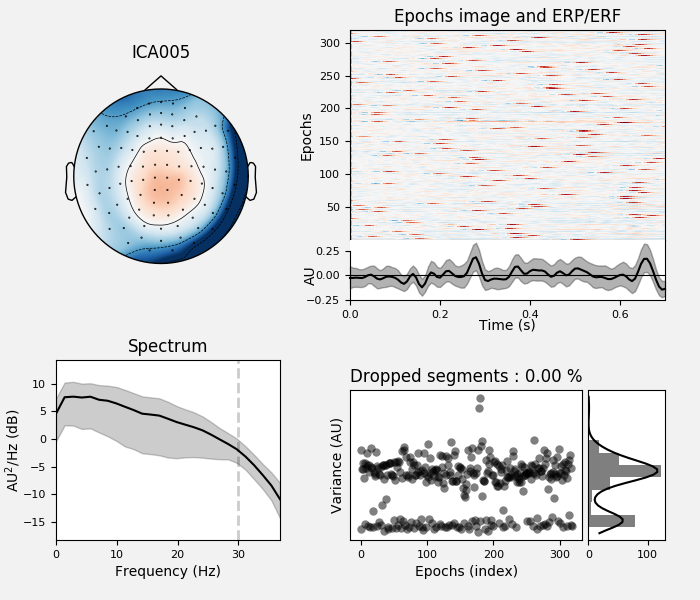 ICA005
Epochs image and ERP/ERF
Epochs
300
250
200
150
100
50
AU
0.25
0.00
−0.25
0.0 0.2 0.4 0.6
Time (s)
Spectrum
AU²/Hz (dB)
10
5
0
−5
−10
−15
0 10 20 30
Frequency (Hz)
Dropped segments : 0.00 %
Variance (AU)
0 100 200 300
Epochs (index)
0 100